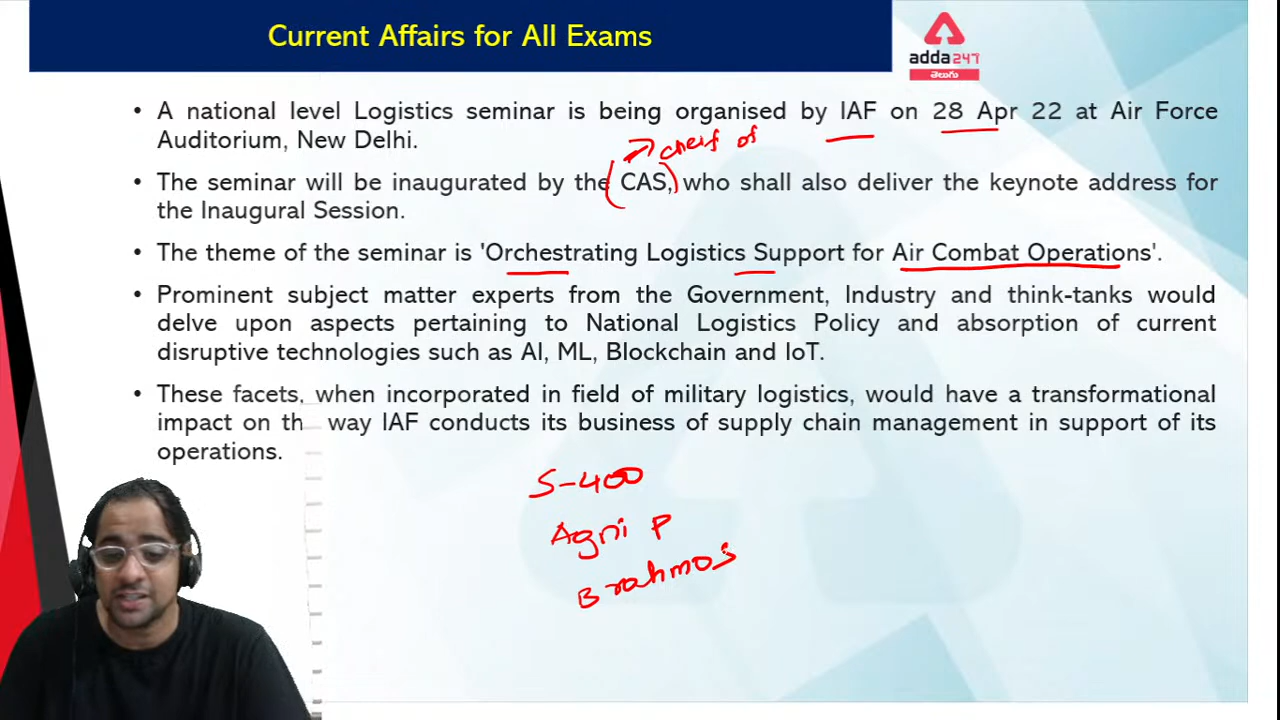 Current Affairs for All Exams
adda247
తెలుగు
• A national level Logistics seminar is being organised by IAF on 28 Apr 22 at Air Force
Auditorium, New Delhi.
cheif of
• The seminar will be inaugurated by the (CAS,) who shall also deliver the keynote address for
the Inaugural Session.
• The theme of the seminar is 'Orchestrating Logistics Support for Air Combat Operations'.
• Prominent subject matter experts from the Government, Industry and think-tanks would
delve upon aspects pertaining to National Logistics Policy and absorption of current
disruptive technologies such as AI, ML, Blockchain and IoT.
• These facets, when incorporated in field of military logistics, would have a transformational
impact on th way IAF conducts its business of supply chain management in support of its
operations.
S-400
Agni P
Brahmos